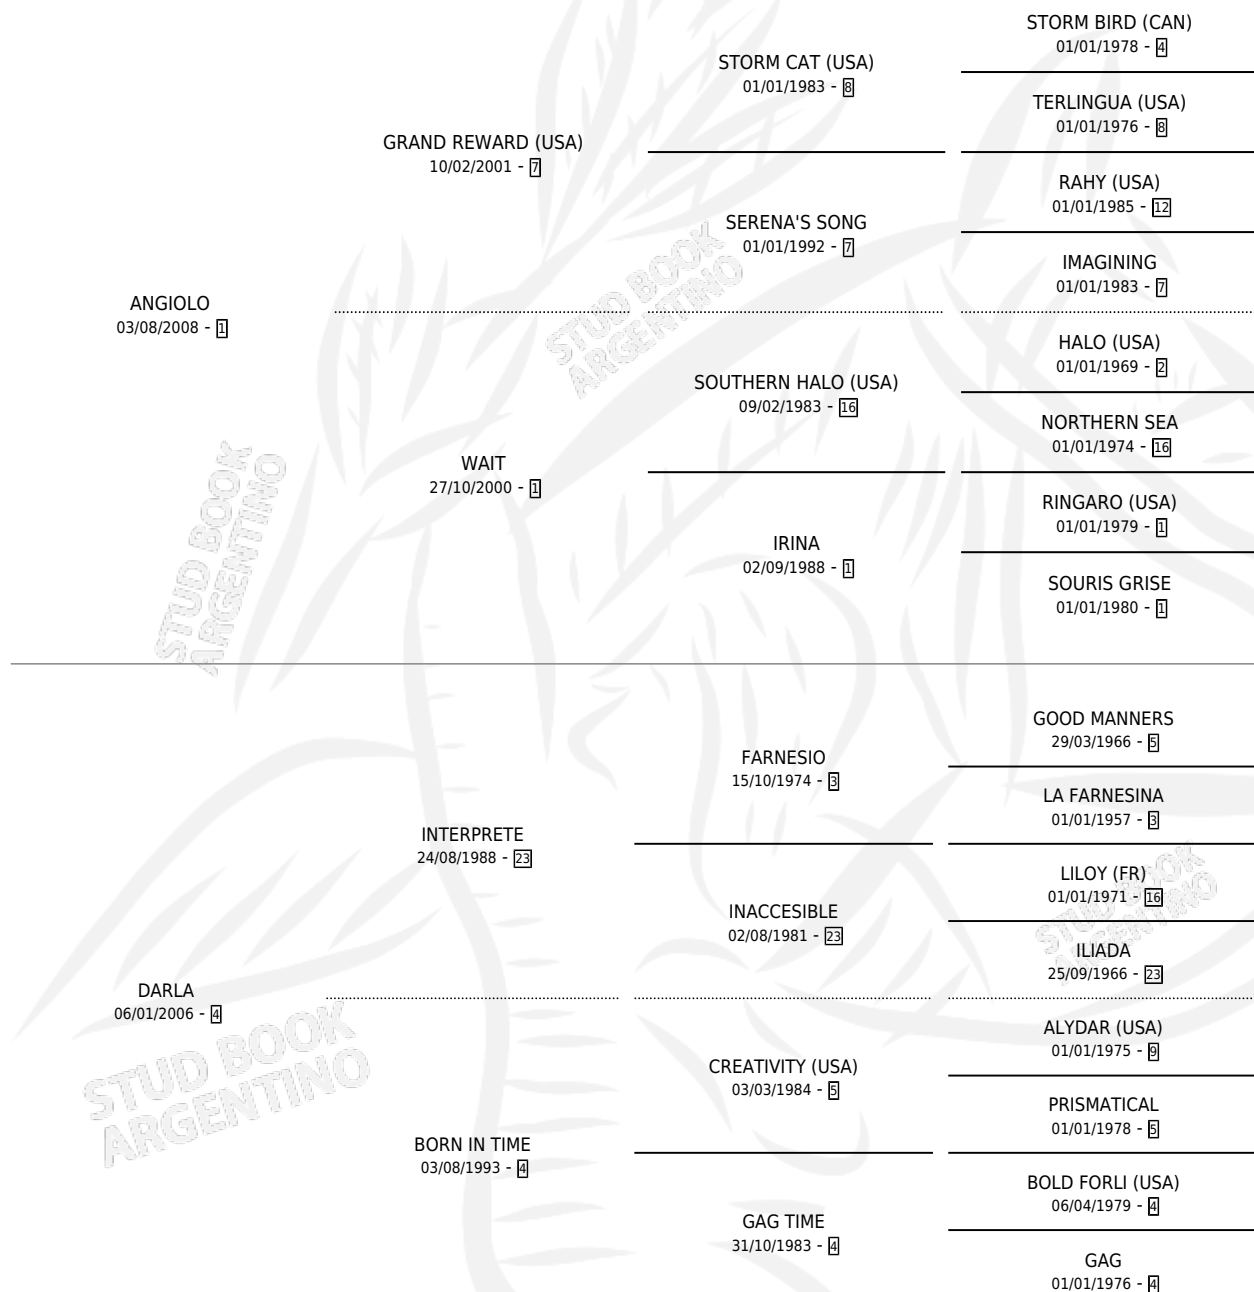 STORM BIRD (CAN)
01/01/1978 - 4
STORM CAT (USA)
01/01/1983 - 8
TERLINGUA (USA)
01/01/1976 - 8
GRAND REWARD (USA)
10/02/2001 - 7
RAHY (USA)
01/01/1985 - 12
SERENA'S SONG
01/01/1992 - 7
IMAGINING
01/01/1983 - 7
ANGIOLO
03/08/2008 - 1
HALO (USA)
01/01/1969 - 2
SOUTHERN HALO (USA)
09/02/1983 - 16
NORTHERN SEA
01/01/1974 - 16
WAIT
27/10/2000 - 1
RINGARO (USA)
01/01/1979 - 1
IRINA
02/09/1988 - 1
SOURIS GRISE
01/01/1980 - 1
GOOD MANNERS
29/03/1966 - 5
FARNESIO
15/10/1974 - 3
LA FARNESINA
01/01/1957 - 3
INTERPRETE
24/08/1988 - 23
LILOY (FR)
01/01/1971 - 16
INACCESIBLE
02/08/1981 - 23
ILIADA
25/09/1966 - 23
DARLA
06/01/2006 - 4
ALYDAR (USA)
01/01/1975 - 9
CREATIVITY (USA)
03/03/1984 - 5
PRISMATICAL
01/01/1978 - 5
BORN IN TIME
03/08/1993 - 4
BOLD FORLI (USA)
06/04/1979 - 4
GAG TIME
31/10/1983 - 4
GAG
01/01/1976 - 4
STUD BOOK
ARGENTINO
STUD BOOK
ARGENTINO
STUD BOOK
ARGENTINO
STUD BOOK
ARGENTINO